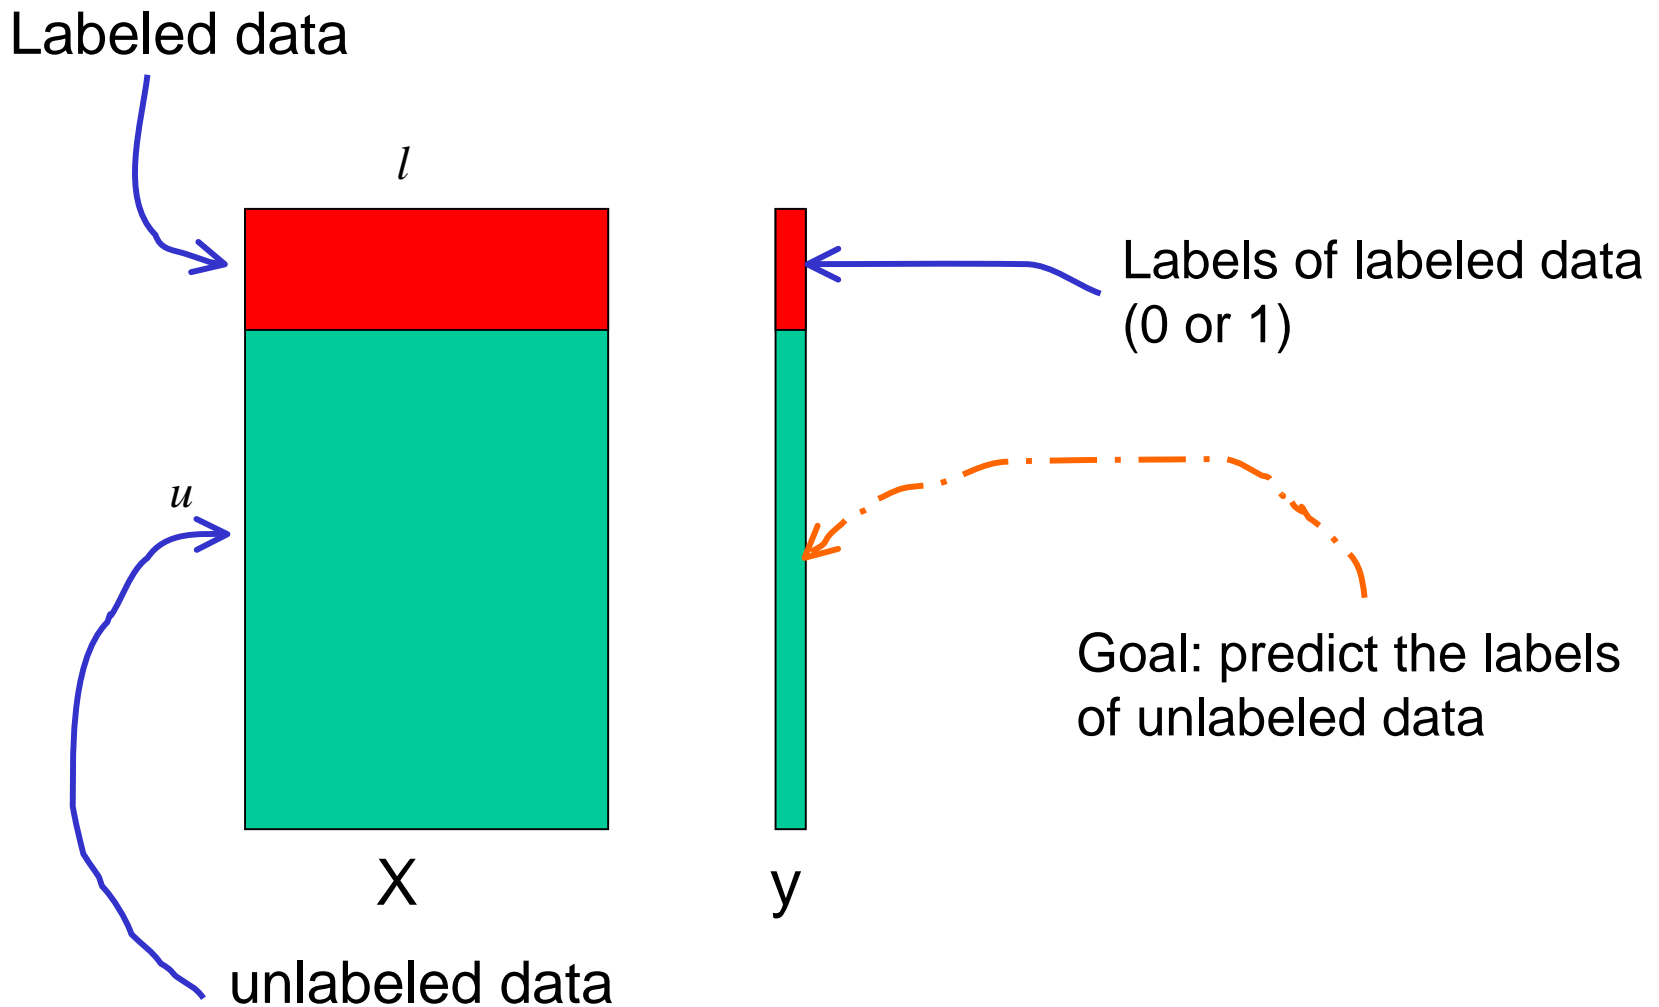 Labeled data
l
Labels of labeled data
(0 or 1)
u
Goal: predict the labels
of unlabeled data
X
y
unlabeled data